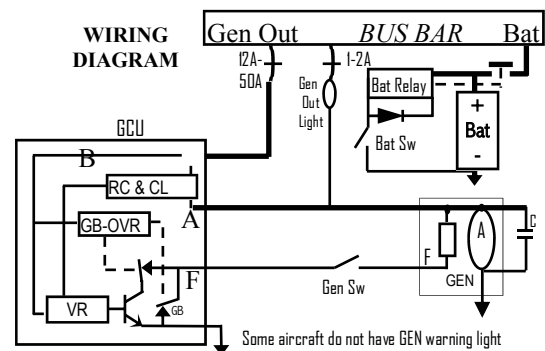 WIRING
DIAGRAM
Gen Out BUS BAR Bat
12A-
50A
1-2A
Gen
Out
Light
Bat Relay
+
Bat
-
Bat Sw
GCU
B
RC & CL
A
GB-OVR
F
VR
GB
Gen Sw
F
A
C
GEN
Some aircraft do not have GEN warning light